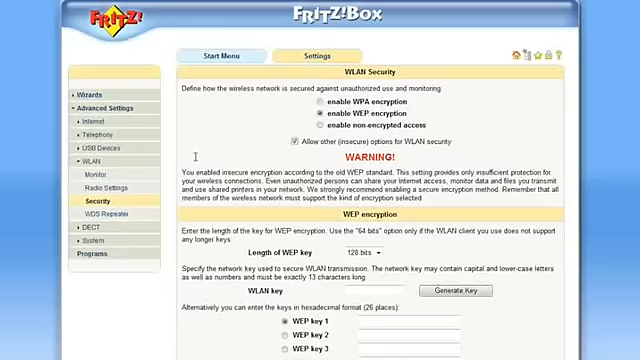 FRITZ!
FRITZ!Box
Start Menu
Settings
Wizards
Advanced Settings
Internet
Telephony
USB Devices
WLAN
Monitor
Radio Settings
Security
WDS Repeater
DECT
System
Programs
WLAN Security
Define how the wireless network is secured against unauthorized use and monitoring
enable WPA encryption
enable WEP encryption
enable non-encrypted access
Allow other (insecure) options for WLAN security
WARNING!
You enabled insecure encryption according to the old WEP standard. This setting provides only insufficient protection for
your wireless connections. Even unauthorized persons can share your Internet access, monitor data and files you transmit
and use shared printers in your network. We strongly recommend enabling a secure encryption method. Remember that all
members of the wireless network must support the kind of encryption selected
WEP encryption
Enter the length of the key for WEP encryption. Use the "64 bits" option only if the WLAN client you use does not support
any longer keys
Length of WEP key
128 bits
Specify the network key used to secure WLAN transmission. The network key may contain capital and lower-case letters
as well as numbers and must be exactly 13 characters long.
WLAN key
Generate Key
Alternatively you can enter the keys in hexadecimal format (26 places):
WEP key 1
WEP key 2
WEP key 3